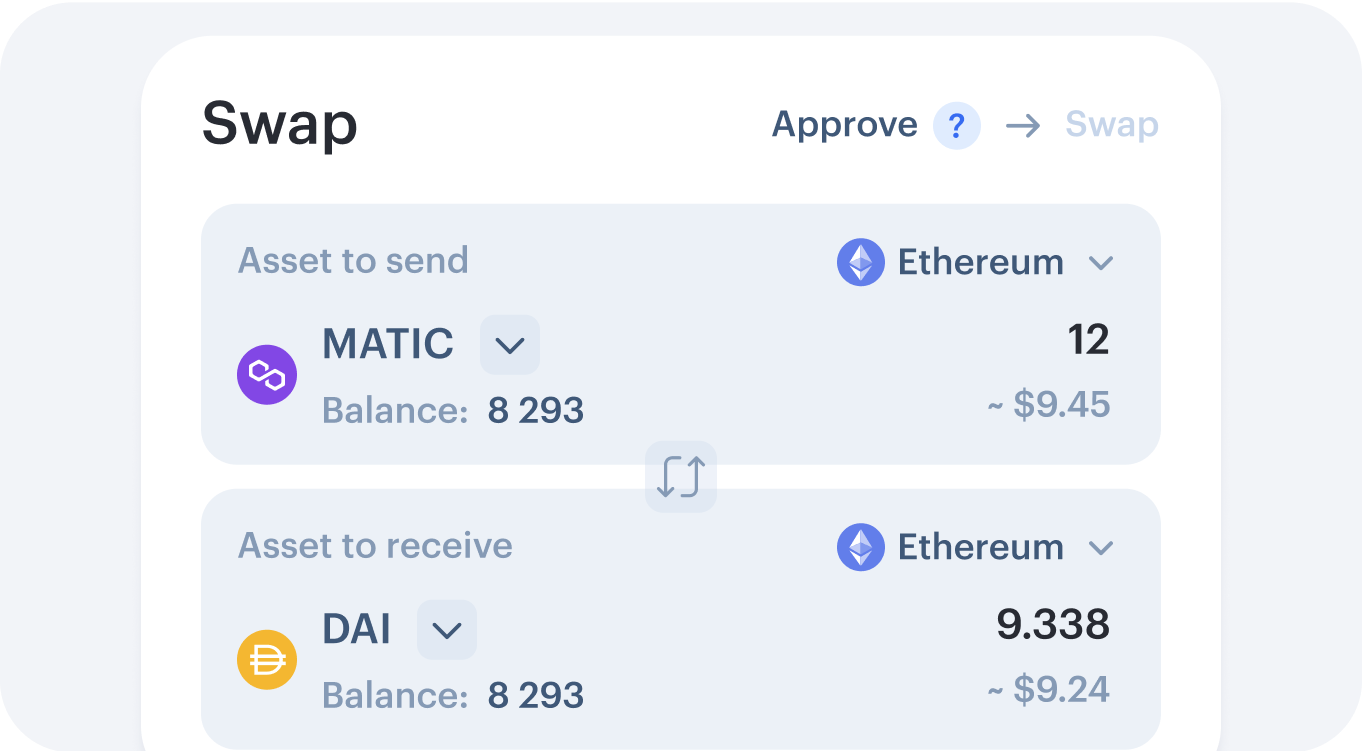 Swap
Approve ? → Swap
Asset to send
Ethereum
MATIC
12
Balance: 8 293
~ $9.45
Asset to receive
Ethereum
DAI
9.338
Balance: 8 293
~ $9.24